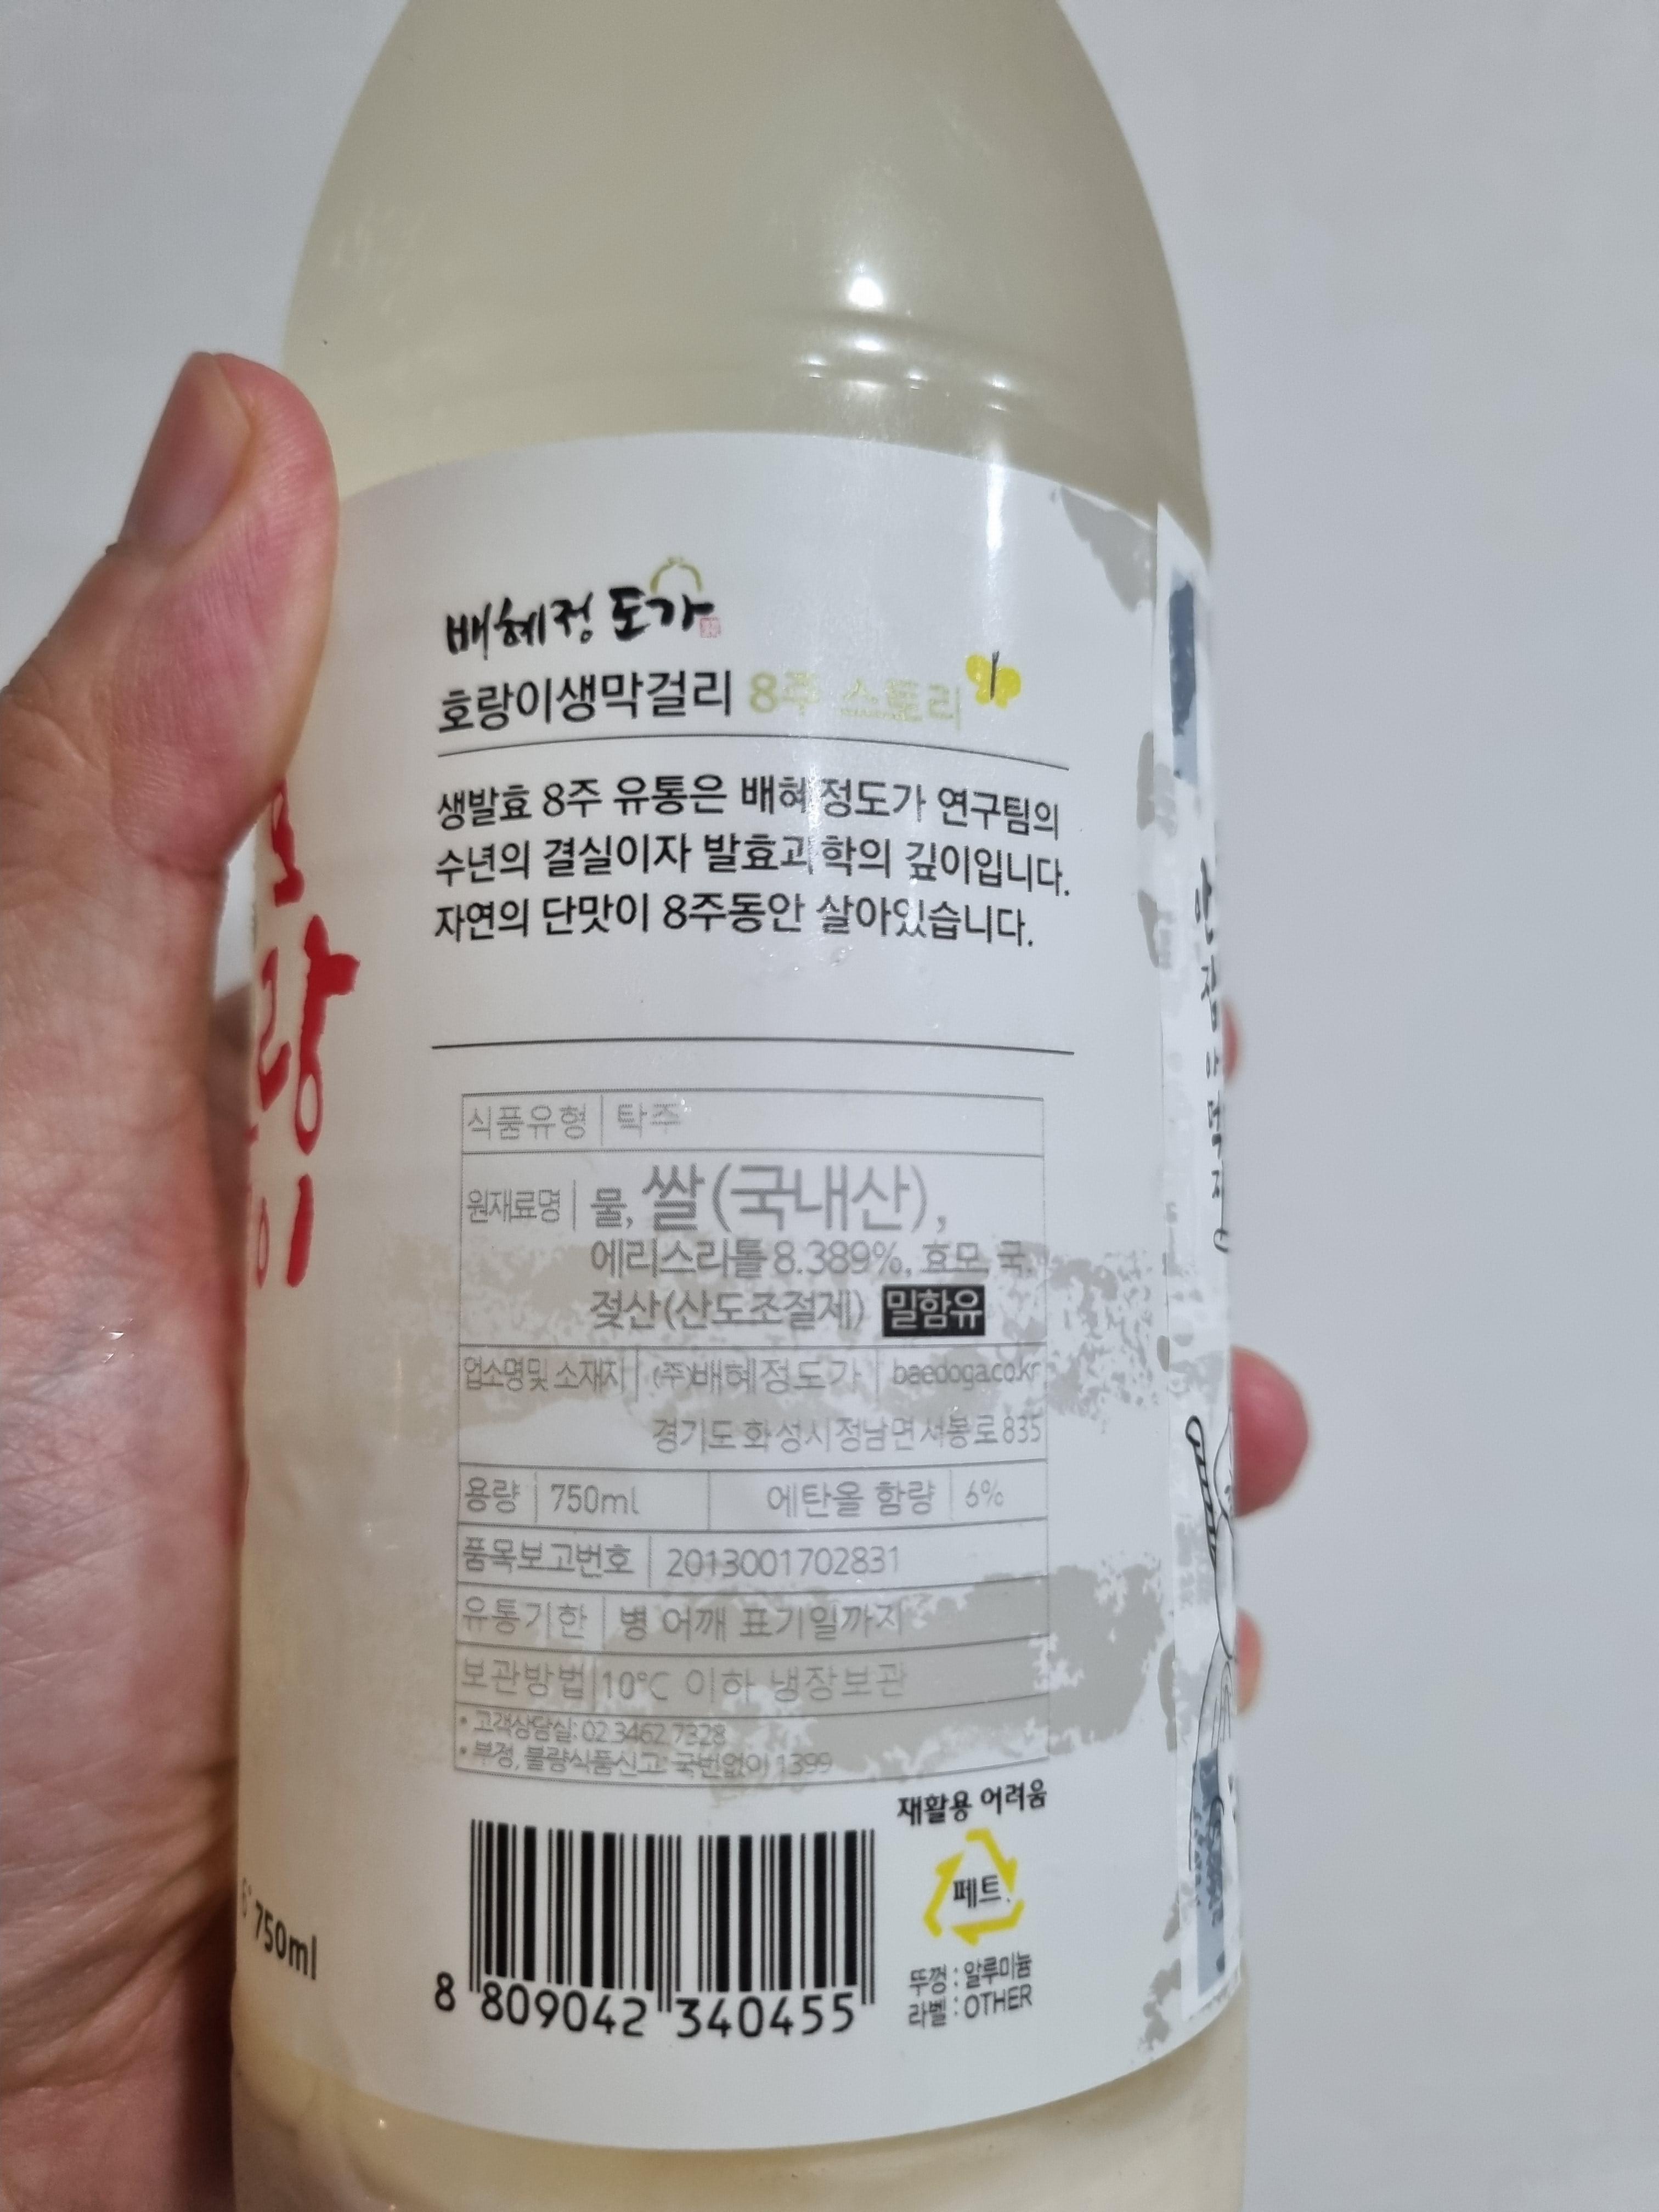 배혜정 도가
호랑이생막걸리 8주 스토리
생발효 8주 유통은 배혜정도가 연구팀의
수년의 결실이자 발효과학의 깊이입니다.
자연의 단맛이 8주동안 살아있습니다.
식품유형 | 탁주
원재료명 | 물, 쌀(국내산),
에리스리톨 8.389%, 효모, 국,
젖산(산도조절제) 밀함유
업소명및 소재지 | (주)배혜정도가 | baedoga.co.kr
경기도 화성시 정남면 서봉로 835
용량 | 750ml 에탄올 함량 | 6%
품목보고번호 | 2013001702831
유통기한 | 병 어깨 표기일까지
보관방법 | 10°C 이하 냉장보관
• 고객상담실: 02.3462.7328
• 부정, 불량식품신고: 국번없이 1399
재활용 어려움
페트
뚜껑 : 알루미늄
라벨 : OTHER
8 809042 340455
랑
이
6° 750ml